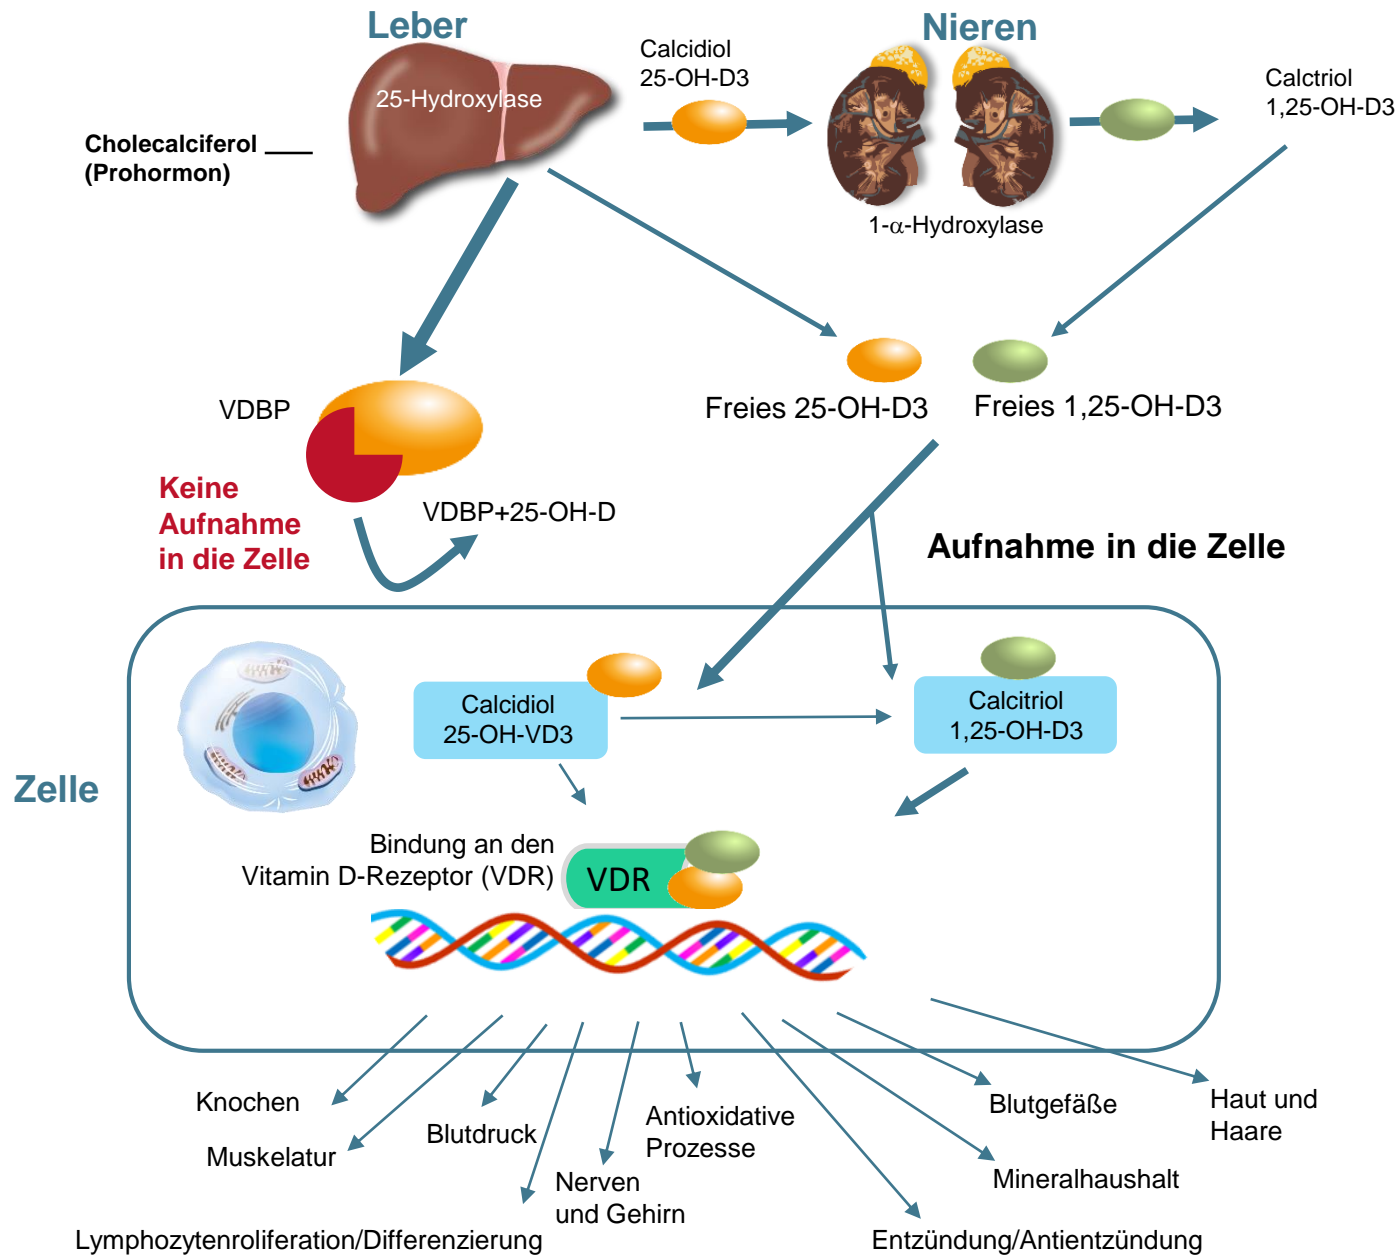 Leber
Nieren
Calcidiol
25-OH-D3
Calctriol
1,25-OH-D3
25-Hydroxylase
Cholecalciferol ___
(Prohormon)
1-α-Hydroxylase
VDBP
Freies 25-OH-D3
Freies 1,25-OH-D3
Keine
Aufnahme
in die Zelle
VDBP+25-OH-D
Aufnahme in die Zelle
Zelle
Calcidiol
25-OH-VD3
Calcitriol
1,25-OH-D3
Bindung an den
Vitamin D-Rezeptor (VDR)
VDR
Knochen
Muskelatur
Blutdruck
Antioxidative
Prozesse
Blutgefäße
Haut und
Haare
Nerven
und Gehirn
Mineralhaushalt
Lymphozytenroliferation/Differenzierung
Entzündung/Antientzündung